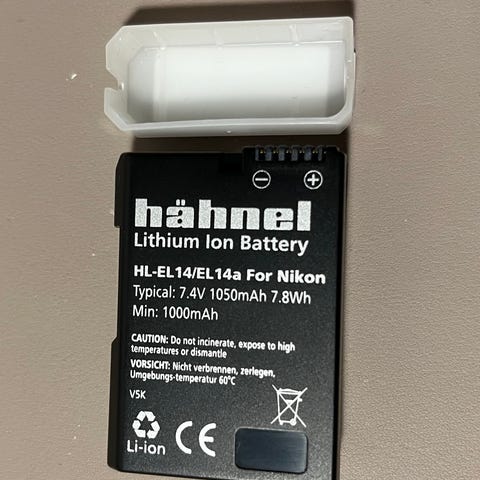 hähnel
Lithium Ion Battery
HL-EL14/EL14a For Nikon
Typical: 7.4V 1050mAh 7.8Wh
Min: 1000mAh
CAUTION: Do not incinerate, expose to high
temperatures or dismantle
VORSICHT: Nicht verbrennen, zerlegen,
Umgebungs-temperatur 60°C
V5K
Li-ion
CE